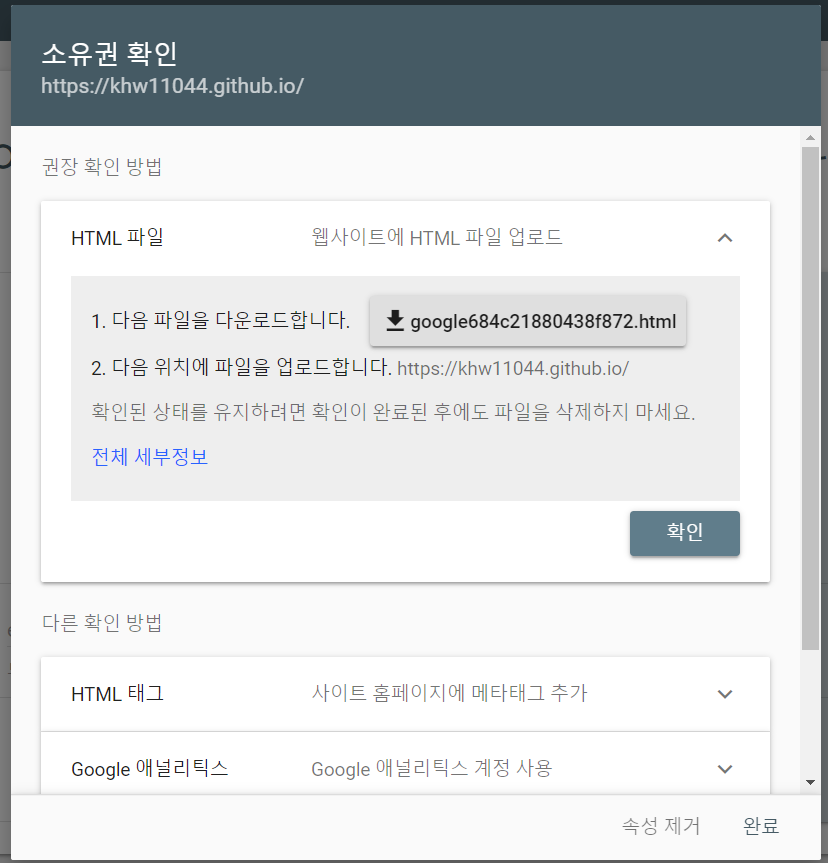 소유권 확인
https://khw11044.github.io/
권장 확인 방법
HTML 파일 웹사이트에 HTML 파일 업로드
1. 다음 파일을 다운로드합니다. google684c21880438f872.html
2. 다음 위치에 파일을 업로드합니다. https://khw11044.github.io/
확인된 상태를 유지하려면 확인이 완료된 후에도 파일을 삭제하지 마세요.
전체 세부정보
확인
다른 확인 방법
HTML 태그 사이트 홈페이지에 메타태그 추가
Google 애널리틱스 Google 애널리틱스 계정 사용
속성 제거 완료